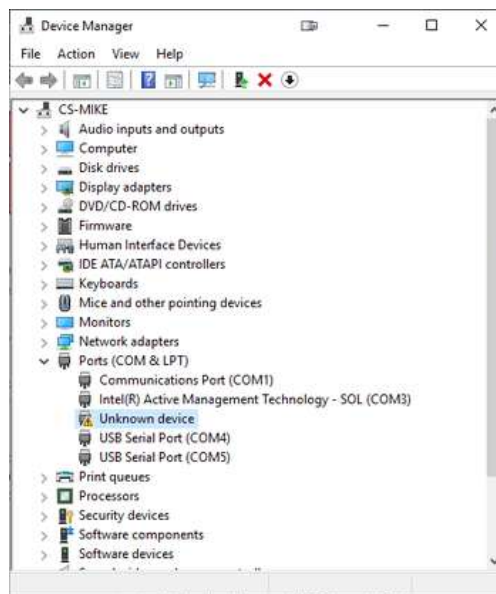 Device Manager
File Action View Help
CS-MIKE
Audio inputs and outputs
Computer
Disk drives
Display adapters
DVD/CD-ROM drives
Firmware
Human Interface Devices
IDE ATA/ATAPI controllers
Keyboards
Mice and other pointing devices
Monitors
Network adapters
Ports (COM & LPT)
Communications Port (COM1)
Intel(R) Active Management Technology - SOL (COM3)
Unknown device
USB Serial Port (COM4)
USB Serial Port (COM5)
Print queues
Processors
Security devices
Software components
Software devices